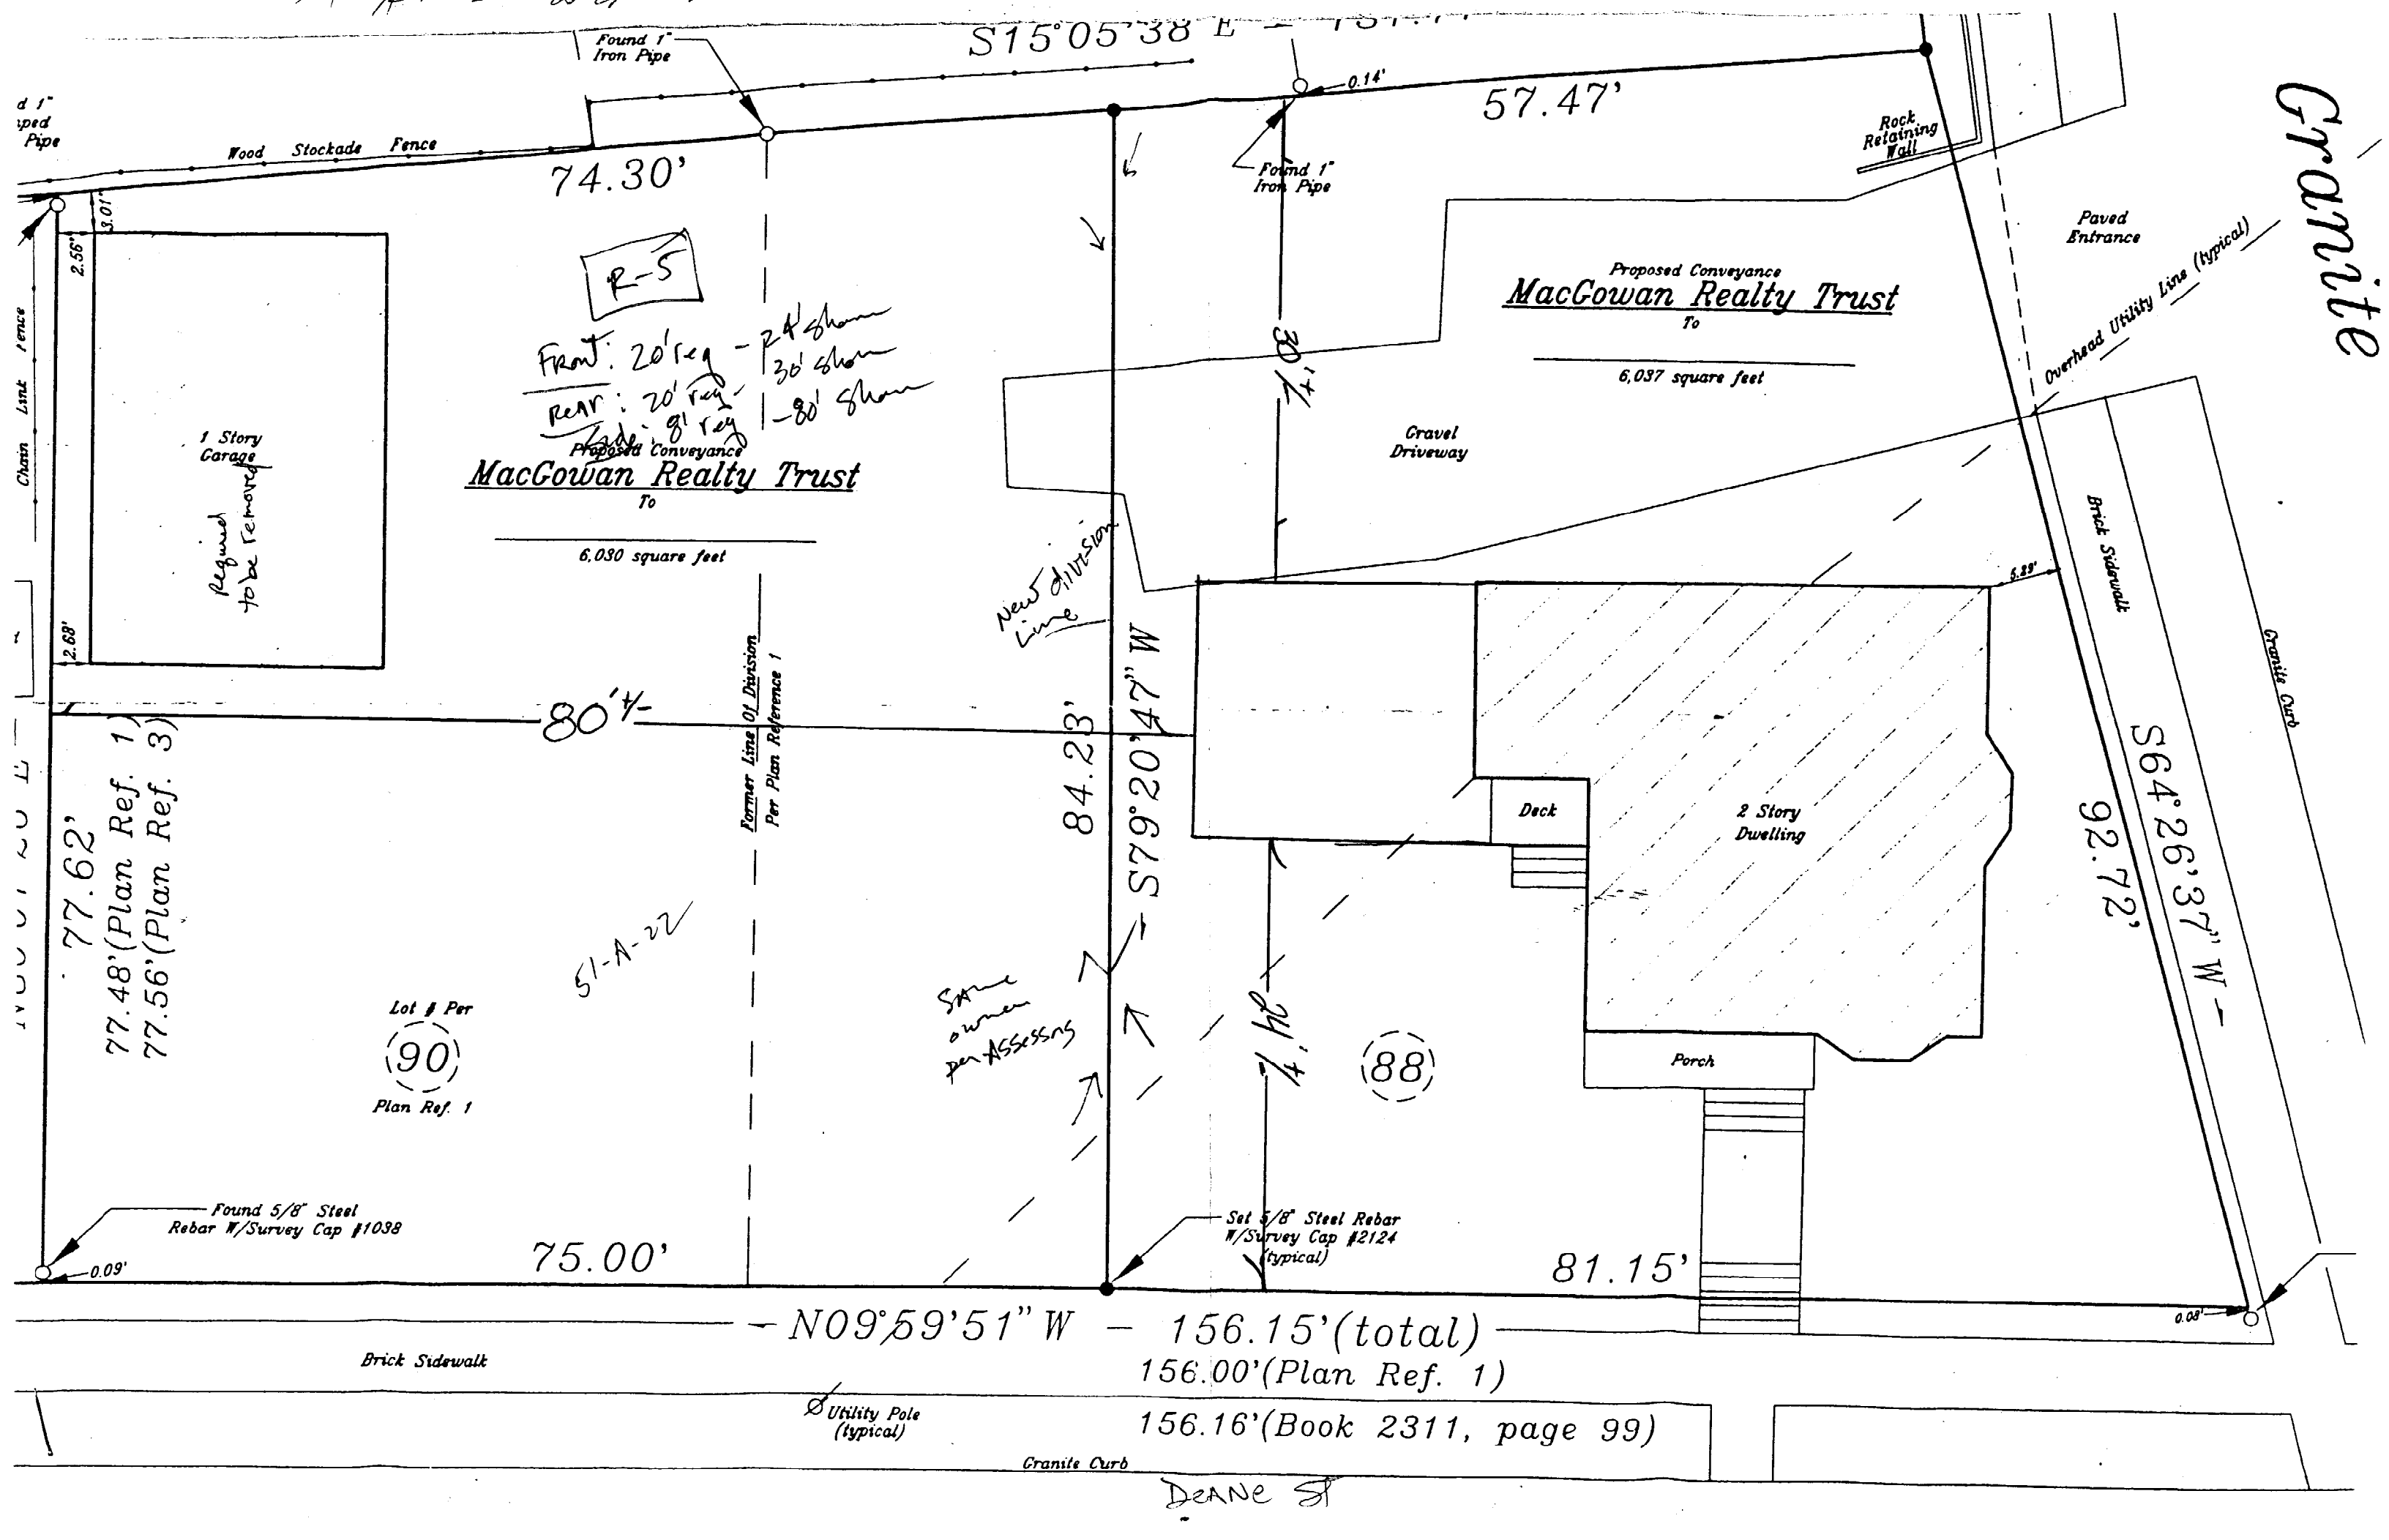 S15°05'38" E
Found 1"
Iron Pipe
0.14'
57.47'
Granite
d 1"
Pipe
Wood Stockade Fence
74.30'
Found 1"
Iron Pipe
Rock
Retaining
Wall
3.01'
2.56'
R-5
Paved
Entrance
Overhead Utility Line (typical)
Proposed Conveyance
MacGowan Realty Trust
To
6,037 square feet
Front: 20' req - 24' shown
Rear: 20' req - 30' shown
Side: 8' req - 80' shown
30' +/-
Chain Link Fence
1 Story
Garage
Required
to be removed
Proposed Conveyance
MacGowan Realty Trust
To
6,030 square feet
Gravel
Driveway
Brick Sidewalk
5.29'
New division
Line
2.68'
Former Line Of Division
Per Plan Reference 1
80' +/-
84.23'
S79°20'47" W
Granite Curb
S64°26'37" W
92.72'
Deck
2 Story
Dwelling
77.62'
77.48'(Plan Ref. 1)
77.56'(Plan Ref. 3)
51-A-22
Same
owner
per Assessing
24' +/-
Lot # Per
90
Plan Ref. 1
88
Porch
Found 5/8" Steel
Rebar W/Survey Cap #1038
Set 5/8" Steel Rebar
W/Survey Cap #2124
(typical)
0.09'
75.00'
81.15'
0.08'
N09°59'51" W - 156.15'(total)
156.00'(Plan Ref. 1)
156.16'(Book 2311, page 99)
Brick Sidewalk
Utility Pole
(typical)
Granite Curb
Deane St